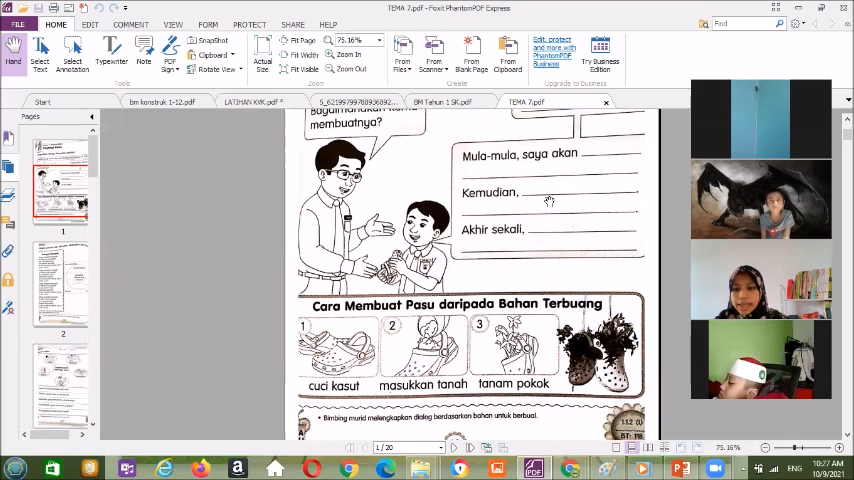 TEMA 7.pdf - Foxit PhantomPDF Express
FILE HOME EDIT COMMENT VIEW FORM PROTECT SHARE HELP
Find
Hand
Select Text
Select Annotation
Typewriter
Note
PDF Sign
SnapShot
Clipboard
Rotate View
Tools
Actual Size
Fit Page
Fit Width
Fit Visible
75.16%
Zoom In
Zoom Out
View
From Files
From Scanner
From Blank Page
From Clipboard
Create
Edit, protect and more with PhantomPDF Business
Try Business Edition
Upgrade to Business
Start
bm konstruk 1-12.pdf
LATIHAN KVK.pdf *
5_62199799788936892...
BM Tahun 1 SK.pdf
TEMA 7.pdf
Pages
1
2
membuatnya?
Mula-mula, saya akan
Kemudian,
Akhir sekali,
Cara Membuat Pasu daripada Bahan Terbuang
1 2 3
cuci kasut masukkan tanah tanam pokok
• Bimbing murid melengkapkan dialog berdasarkan bahan untuk berbual.
1.1.2 (i)
1 / 20
75.16%
ENG
10:27 AM
10/9/2021